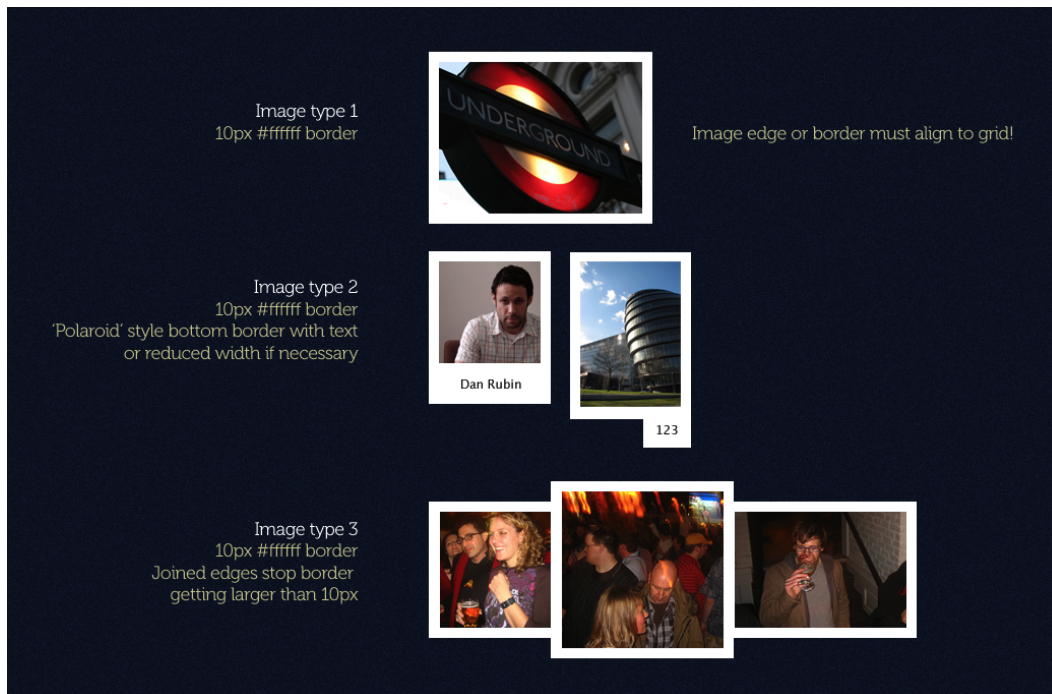 Image type 1
10px #ffffff border
UNDERGROUND
Image edge or border must align to grid!
Image type 2
10px #ffffff border
‘Polaroid’ style bottom border with text
or reduced width if necessary
Dan Rubin
123
Image type 3
10px #ffffff border
Joined edges stop border
getting larger than 10px